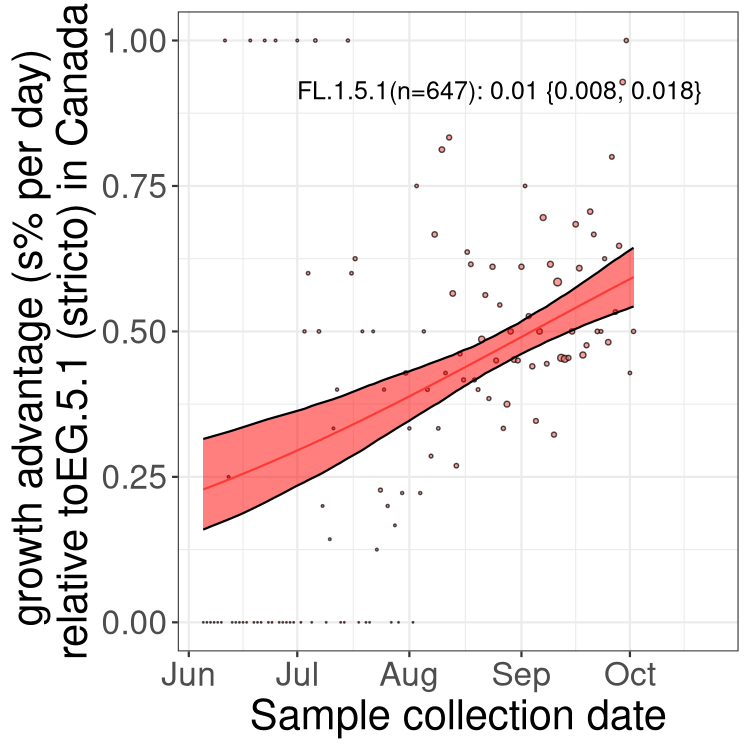 growth advantage (s% per day)
relative toEG.5.1 (stricto) in Canada
1.00
0.75
0.50
0.25
0.00
FL.1.5.1(n=647): 0.01 {0.008, 0.018}
Jun Jul Aug Sep Oct
Sample collection date